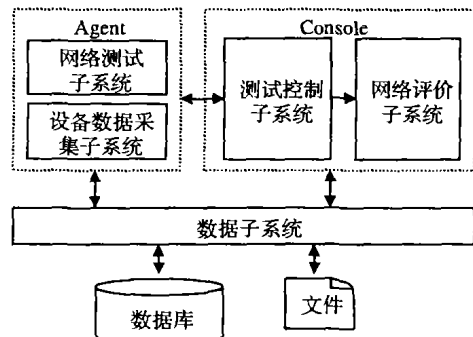 Agent
Console
网络测试
子系统
设备数据采
集子系统
测试控制
子系统
网络评价
子系统
数据子系统
数据库
文件